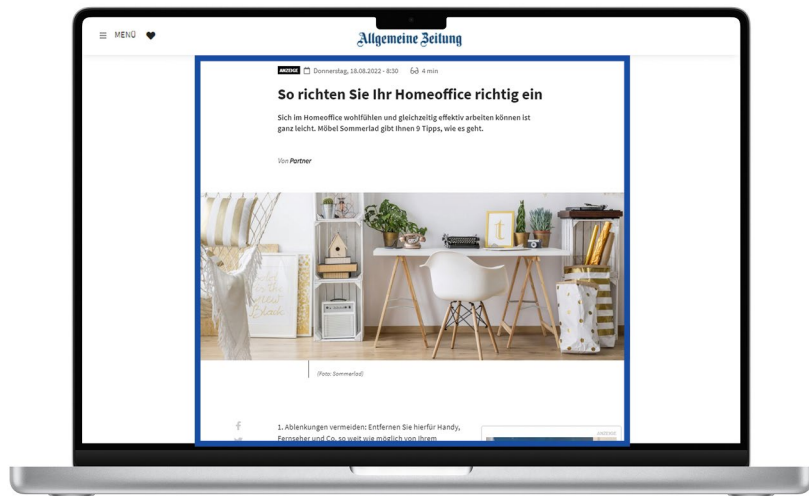 MENÜ
Allgemeine Zeitung
ANZEIGE Donnerstag, 18.08.2022 - 8:30 4 min
So richten Sie Ihr Homeoffice richtig ein
Sich im Homeoffice wohlfühlen und gleichzeitig effektiv arbeiten können ist
ganz leicht. Möbel Sommerlad gibt Ihnen 9 Tipps, wie es geht.
Von Partner
(Foto: Sommerlad)
1. Ablenkungen vermeiden: Entfernen Sie hierfür Handy,
ANZEIGE
Fernseher und Co. so weit wie möglich von Ihrem